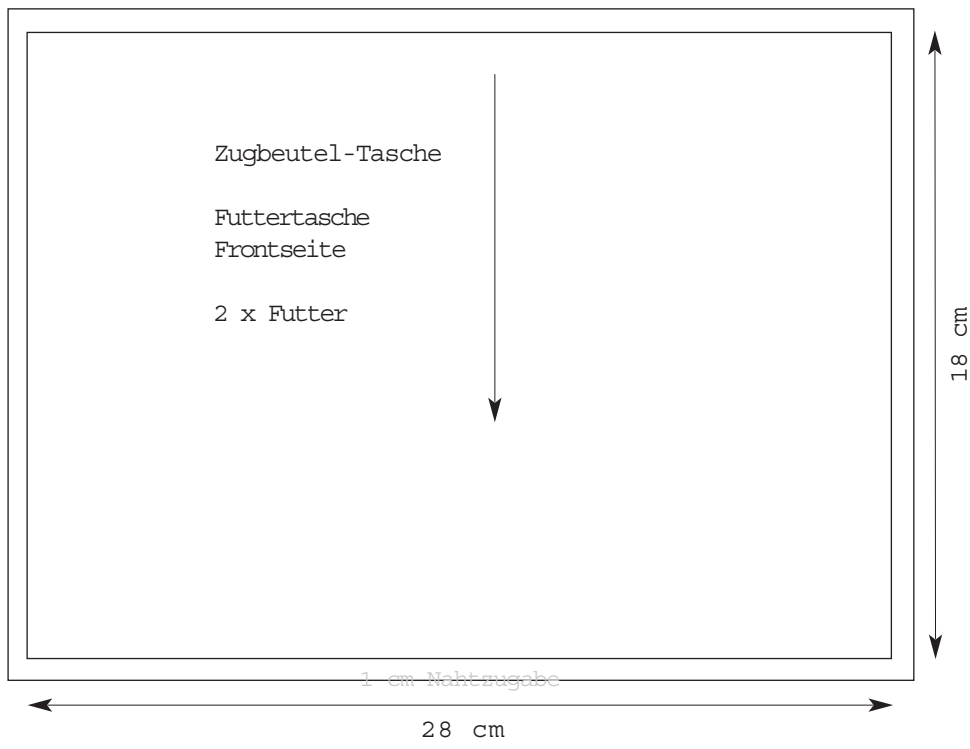 Zugbeutel-Tasche
Futtertasche
Frontseite
2 x Futter
18 cm
1 cm Nahtzugabe
28 cm